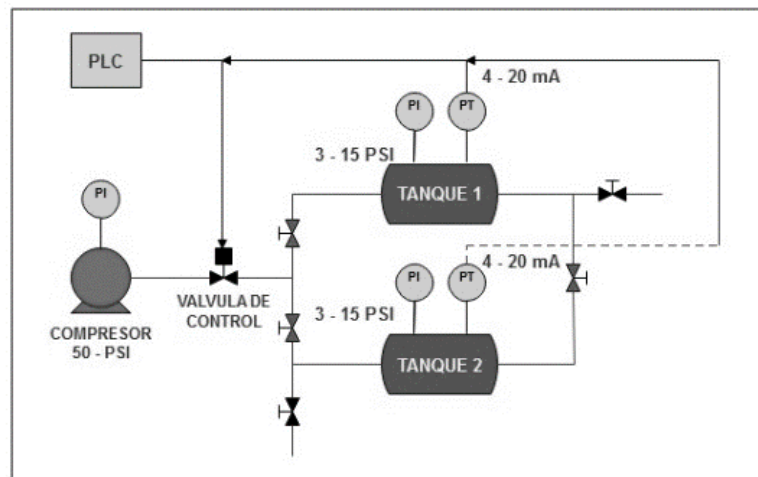 PLC
4 - 20 mA
PI
PT
3 - 15 PSI
TANQUE 1
PI
4 - 20 mA
PI
PT
VALVULA DE
CONTROL
3 - 15 PSI
COMPRESOR
50 - PSI
TANQUE 2